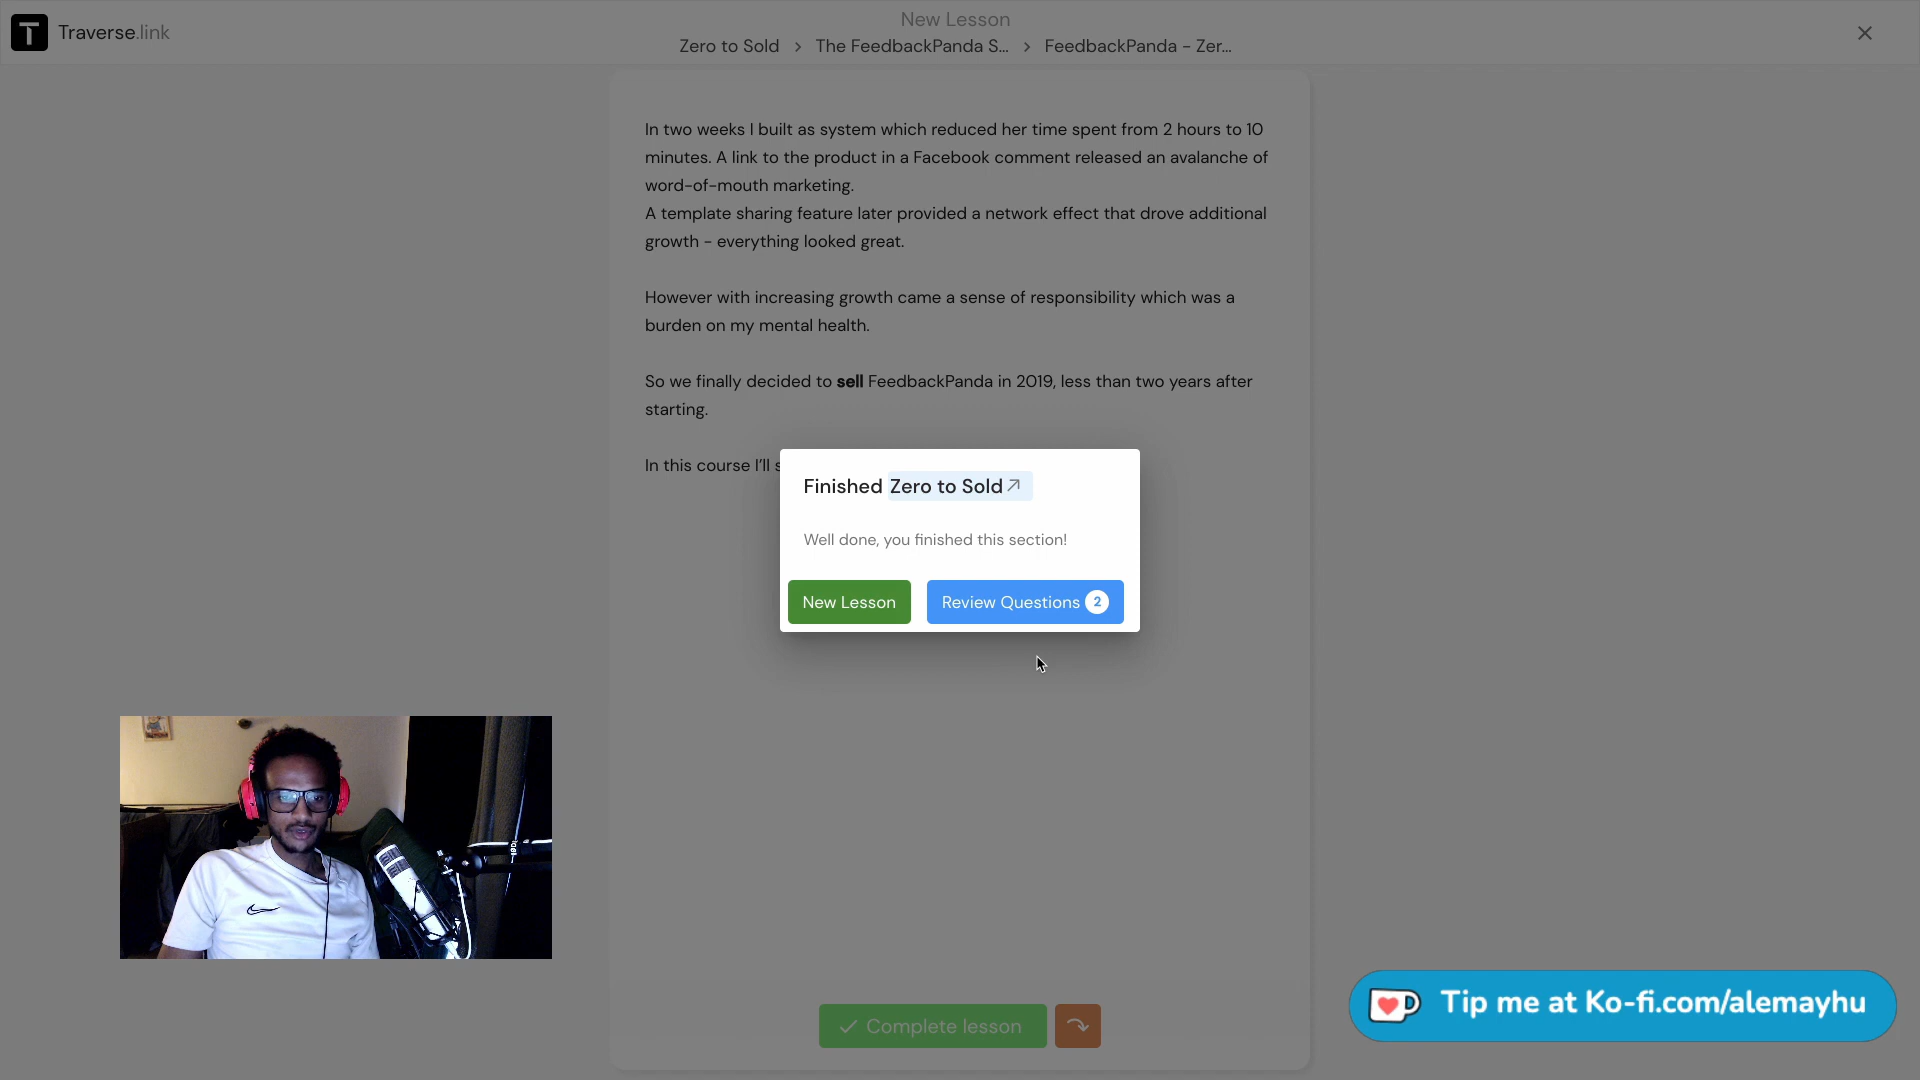 Traverse.link
New Lesson
Zero to Sold > The FeedbackPanda S... > FeedbackPanda - Zer...
In two weeks I built as system which reduced her time spent from 2 hours to 10
minutes. A link to the product in a Facebook comment released an avalanche of
word-of-mouth marketing.
A template sharing feature later provided a network effect that drove additional
growth - everything looked great.
However with increasing growth came a sense of responsibility which was a
burden on my mental health.
So we finally decided to sell FeedbackPanda in 2019, less than two years after
starting.
In this course I'll s
Finished Zero to Sold
Well done, you finished this section!
New Lesson
Review Questions 2
Complete lesson
Tip me at Ko-fi.com/alemayhu